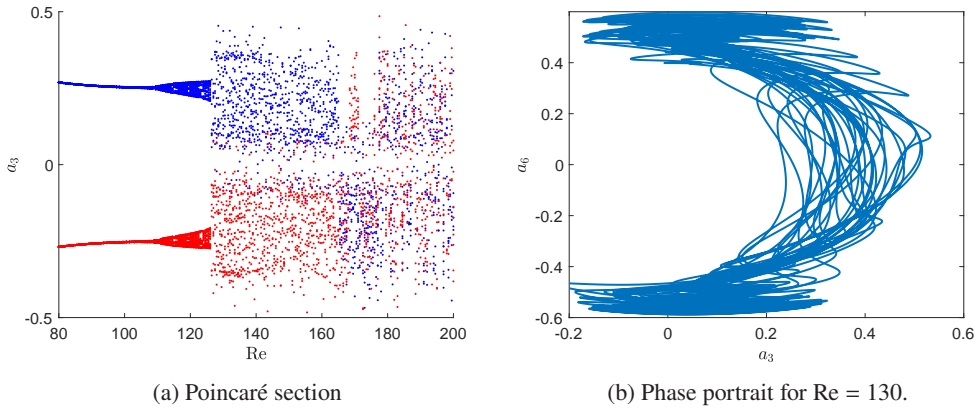 0.5
0
-0.5
a₃
80 100 120 140 160 180 200
Re
(a) Poincaré section
0.6
0.4
0.2
0
-0.2
-0.4
-0.6
a₆
-0.2 0 0.2 0.4 0.6
a₃
(b) Phase portrait for Re = 130.